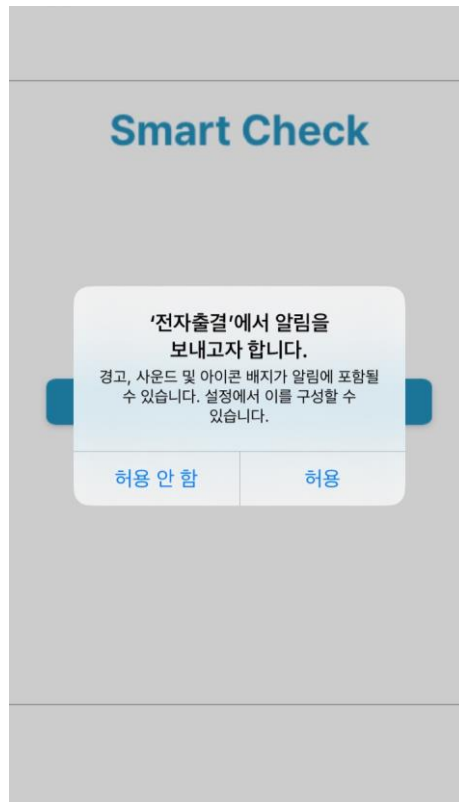 Smart Check
‘전자출결’에서 알림을
보내고자 합니다.
경고, 사운드 및 아이콘 배지가 알림에 포함될
수 있습니다. 설정에서 이를 구성할 수
있습니다.
허용 안 함
허용